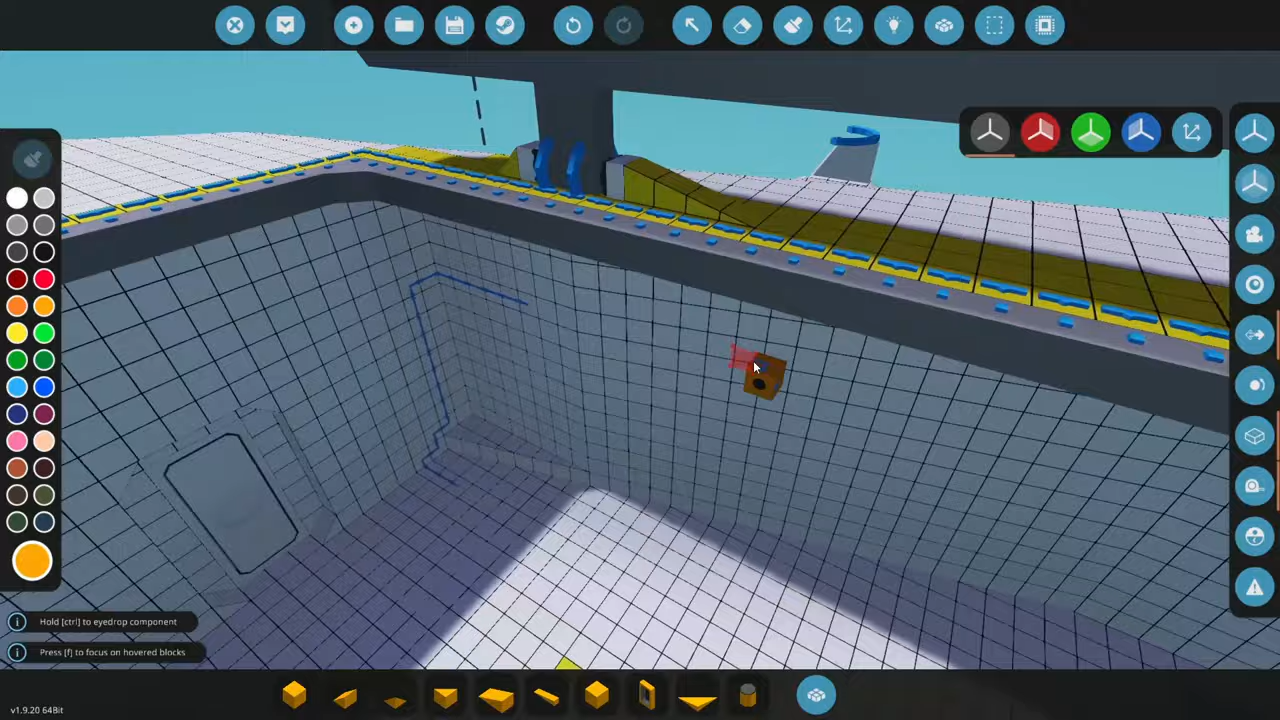 Hold [ctrl] to eyedrop component
Press [f] to focus on hovered blocks
v1.9.20 64Bit